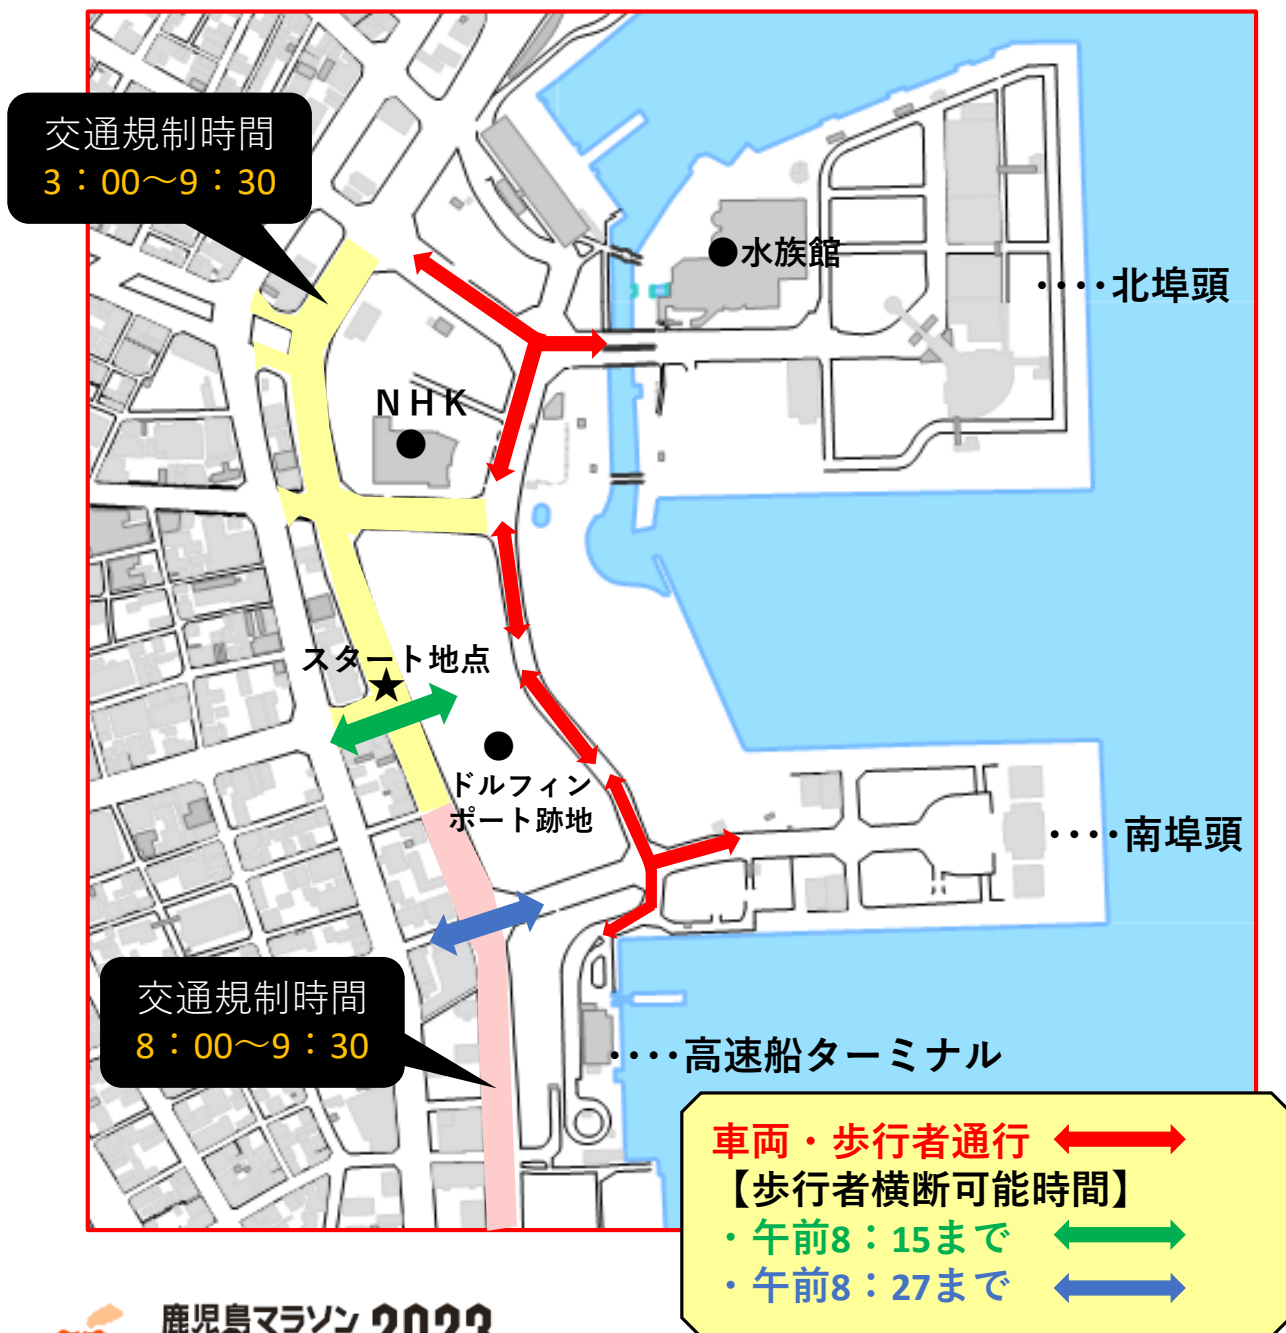 交通規制時間
3：00～9：30
水族館
北埠頭
ＮＨＫ
スタート地点
ドルフィン
ポート跡地
南埠頭
交通規制時間
8：00～9：30
高速船ターミナル
車両・歩行者通行
【歩行者横断可能時間】
・午前8：15まで
・午前8：27まで
鹿児島マラソン 2023